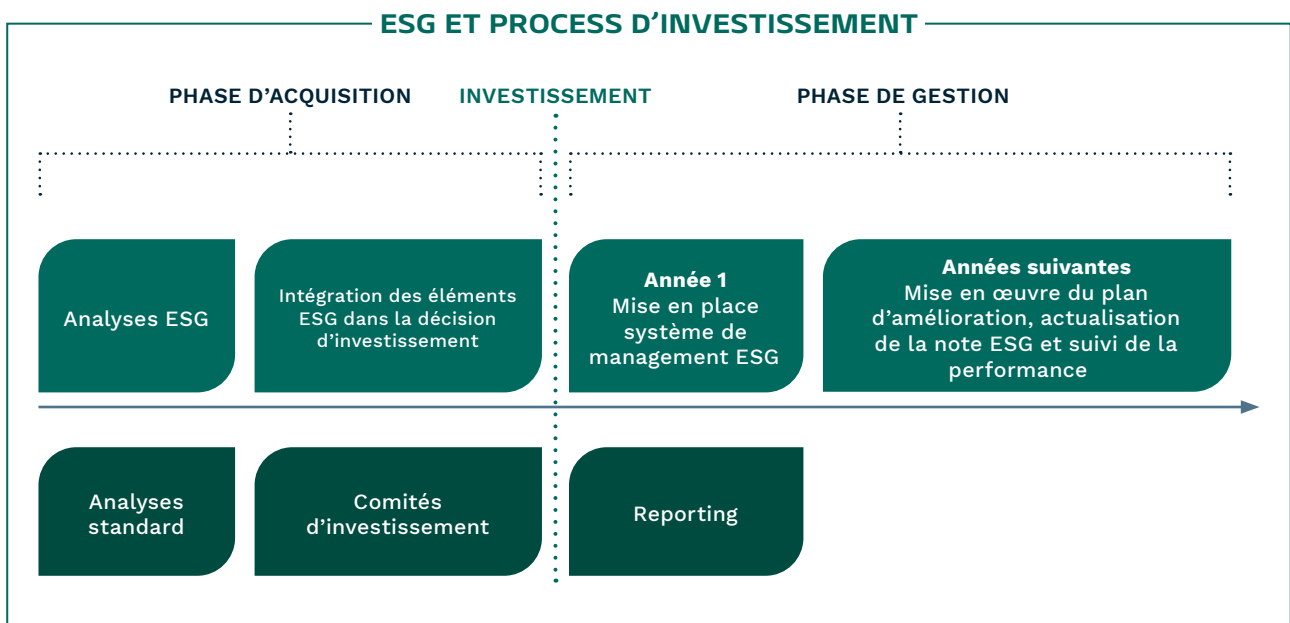 ESG ET PROCESS D’INVESTISSEMENT
PHASE D’ACQUISITION
INVESTISSEMENT
PHASE DE GESTION
Analyses ESG
Intégration des éléments
ESG dans la décision
d’investissement
Année 1
Mise en place
système de
management ESG
Années suivantes
Mise en œuvre du plan
d’amélioration, actualisation
de la note ESG et suivi de la
performance
Analyses
standard
Comités
d’investissement
Reporting